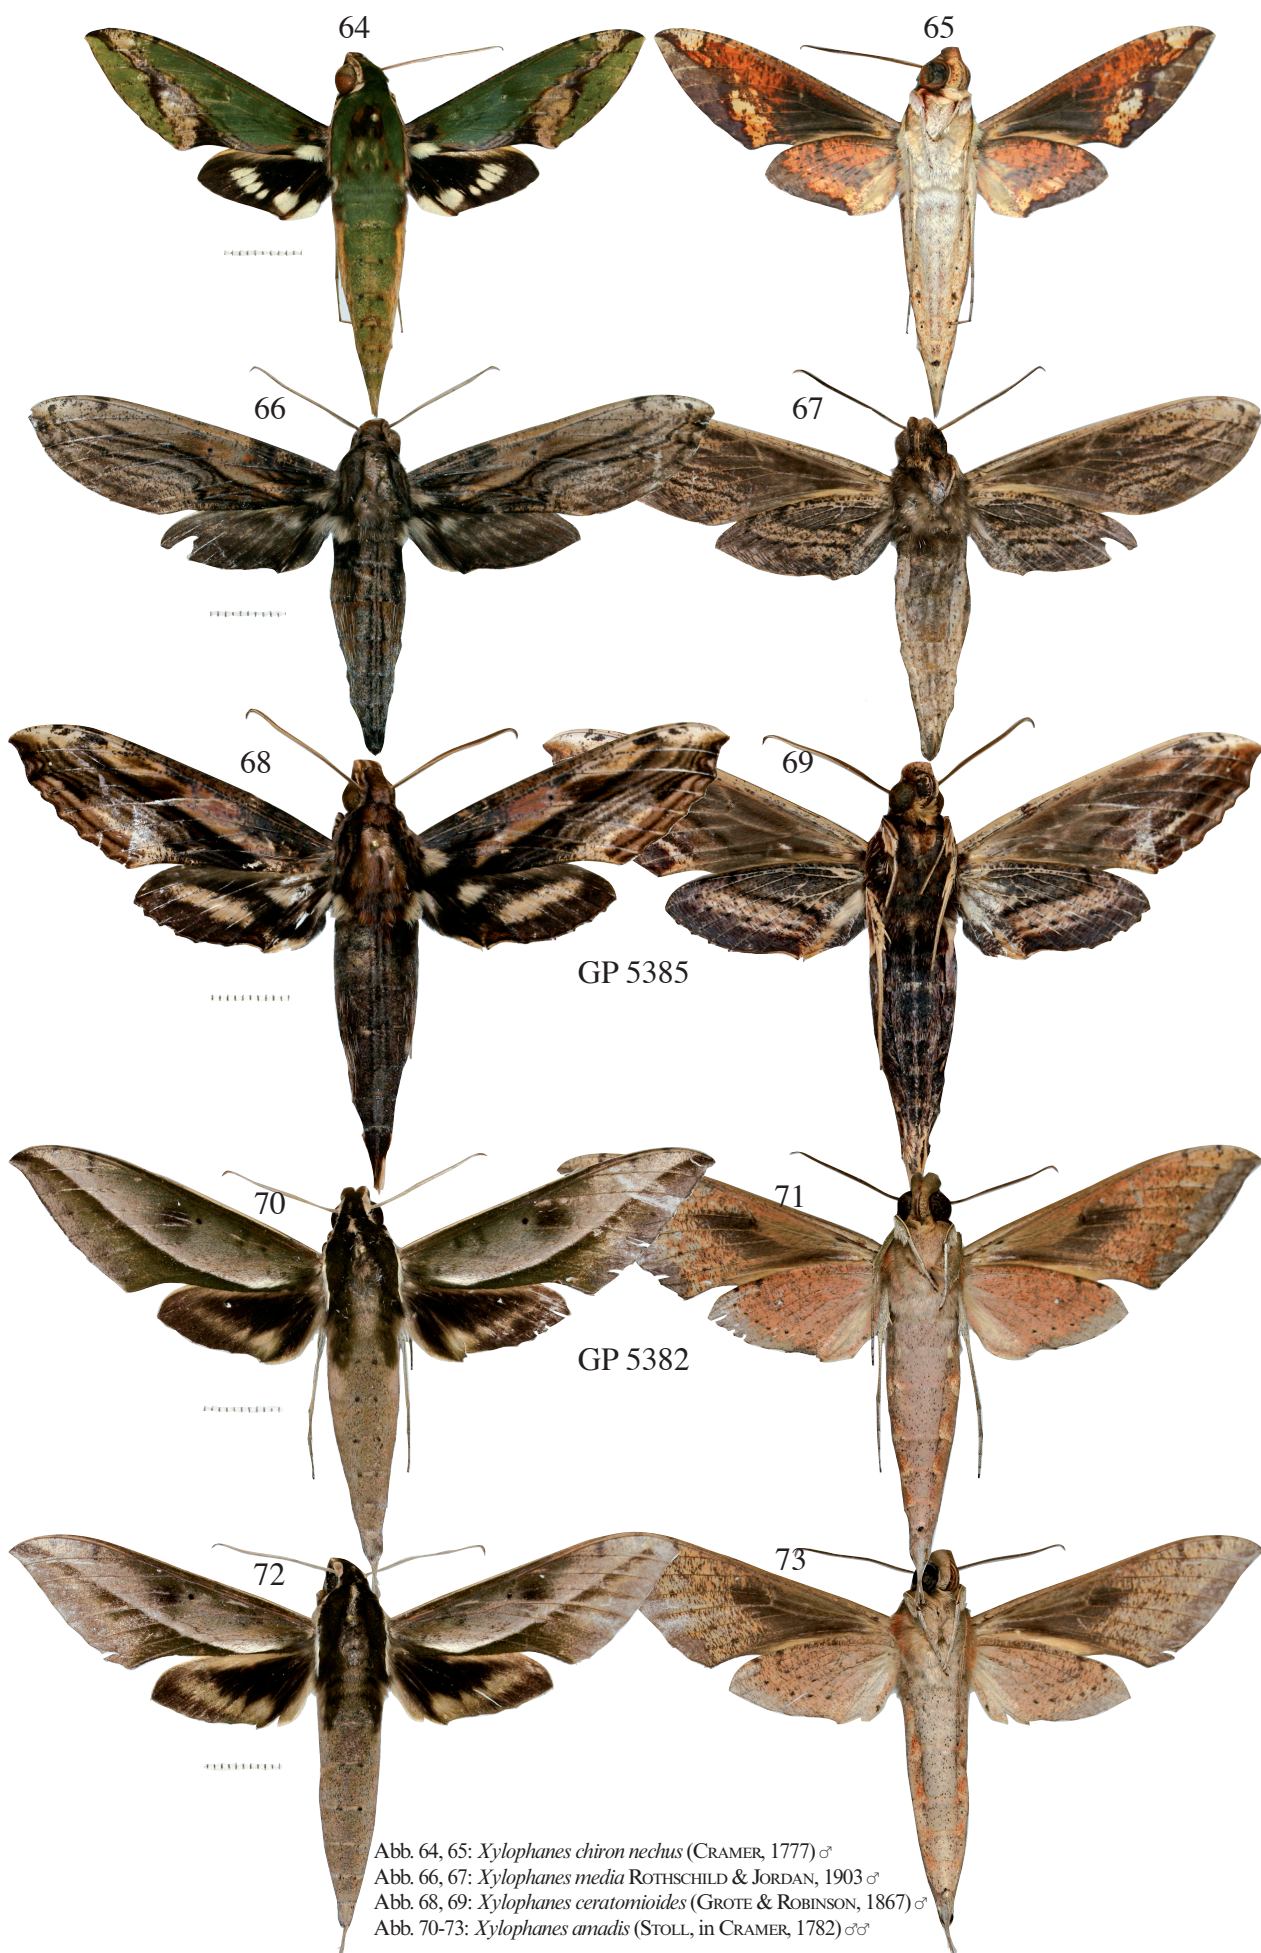 64
65
66
67
68
69
GP 5385
70
71
GP 5382
72
73
Abb. 64, 65: Xylophanes chiron nechus (CRAMER, 1777) ♂
Abb. 66, 67: Xylophanes media ROTHSCHILD & JORDAN, 1903 ♂
Abb. 68, 69: Xylophanes ceratomioides (GROTE & ROBINSON, 1867) ♂
Abb. 70-73: Xylophanes amadis (STOLL, in CRAMER, 1782) ♂♂